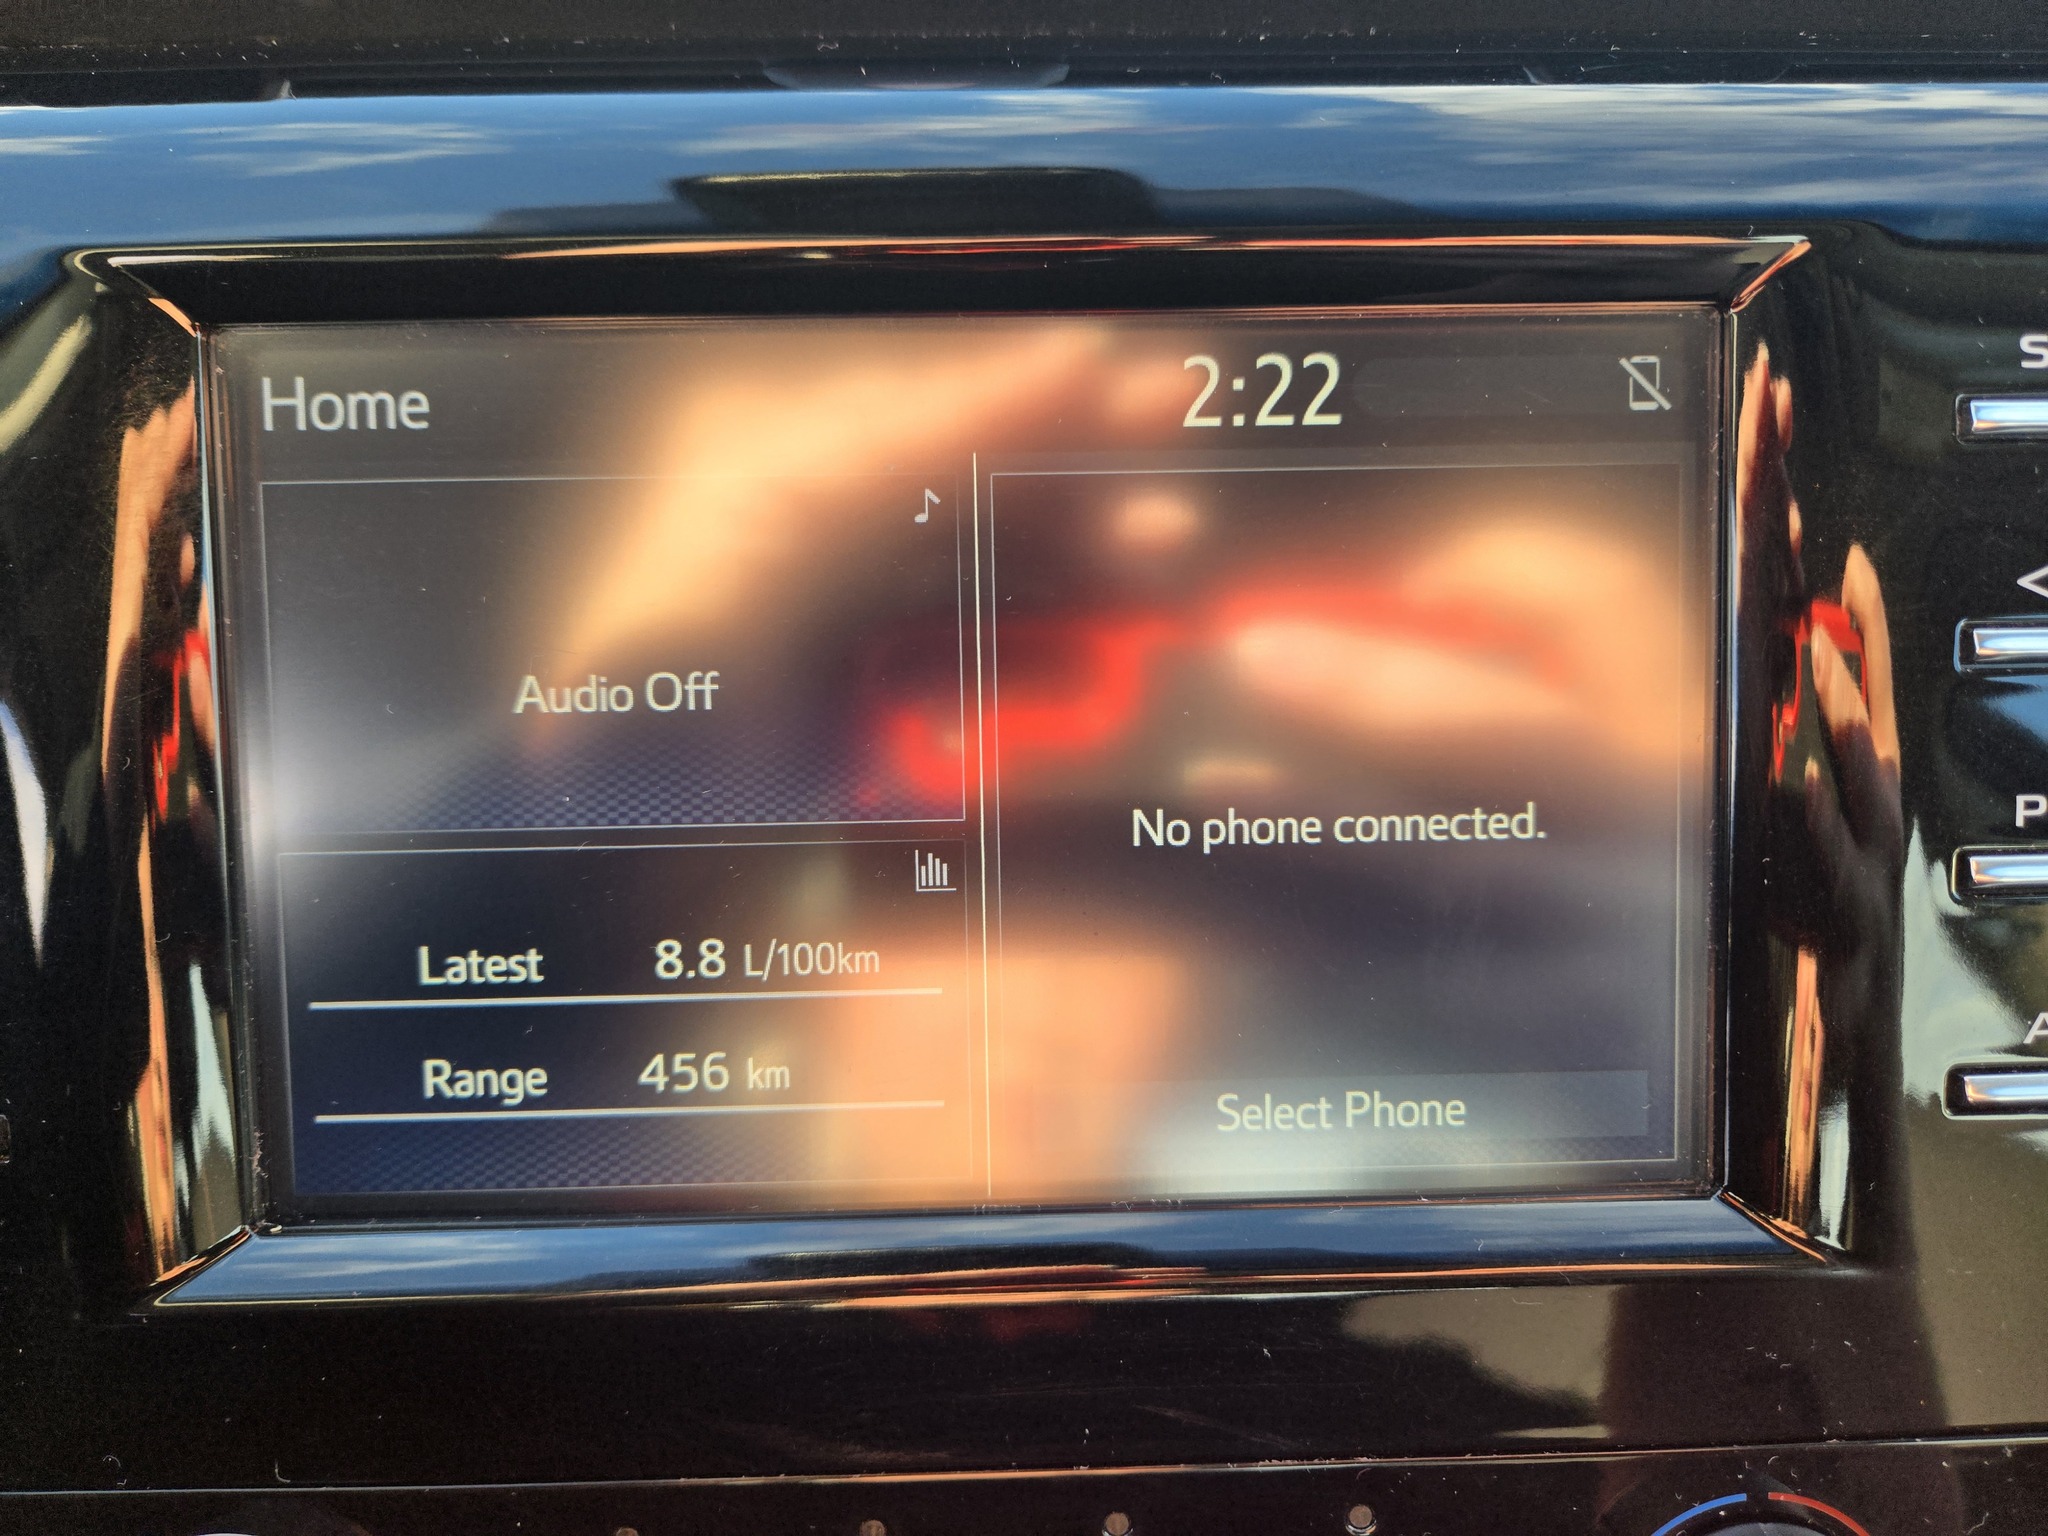 Home
2:22
Audio Off
No phone connected.
Latest 8.8 L/100km
Range 456 km
Select Phone